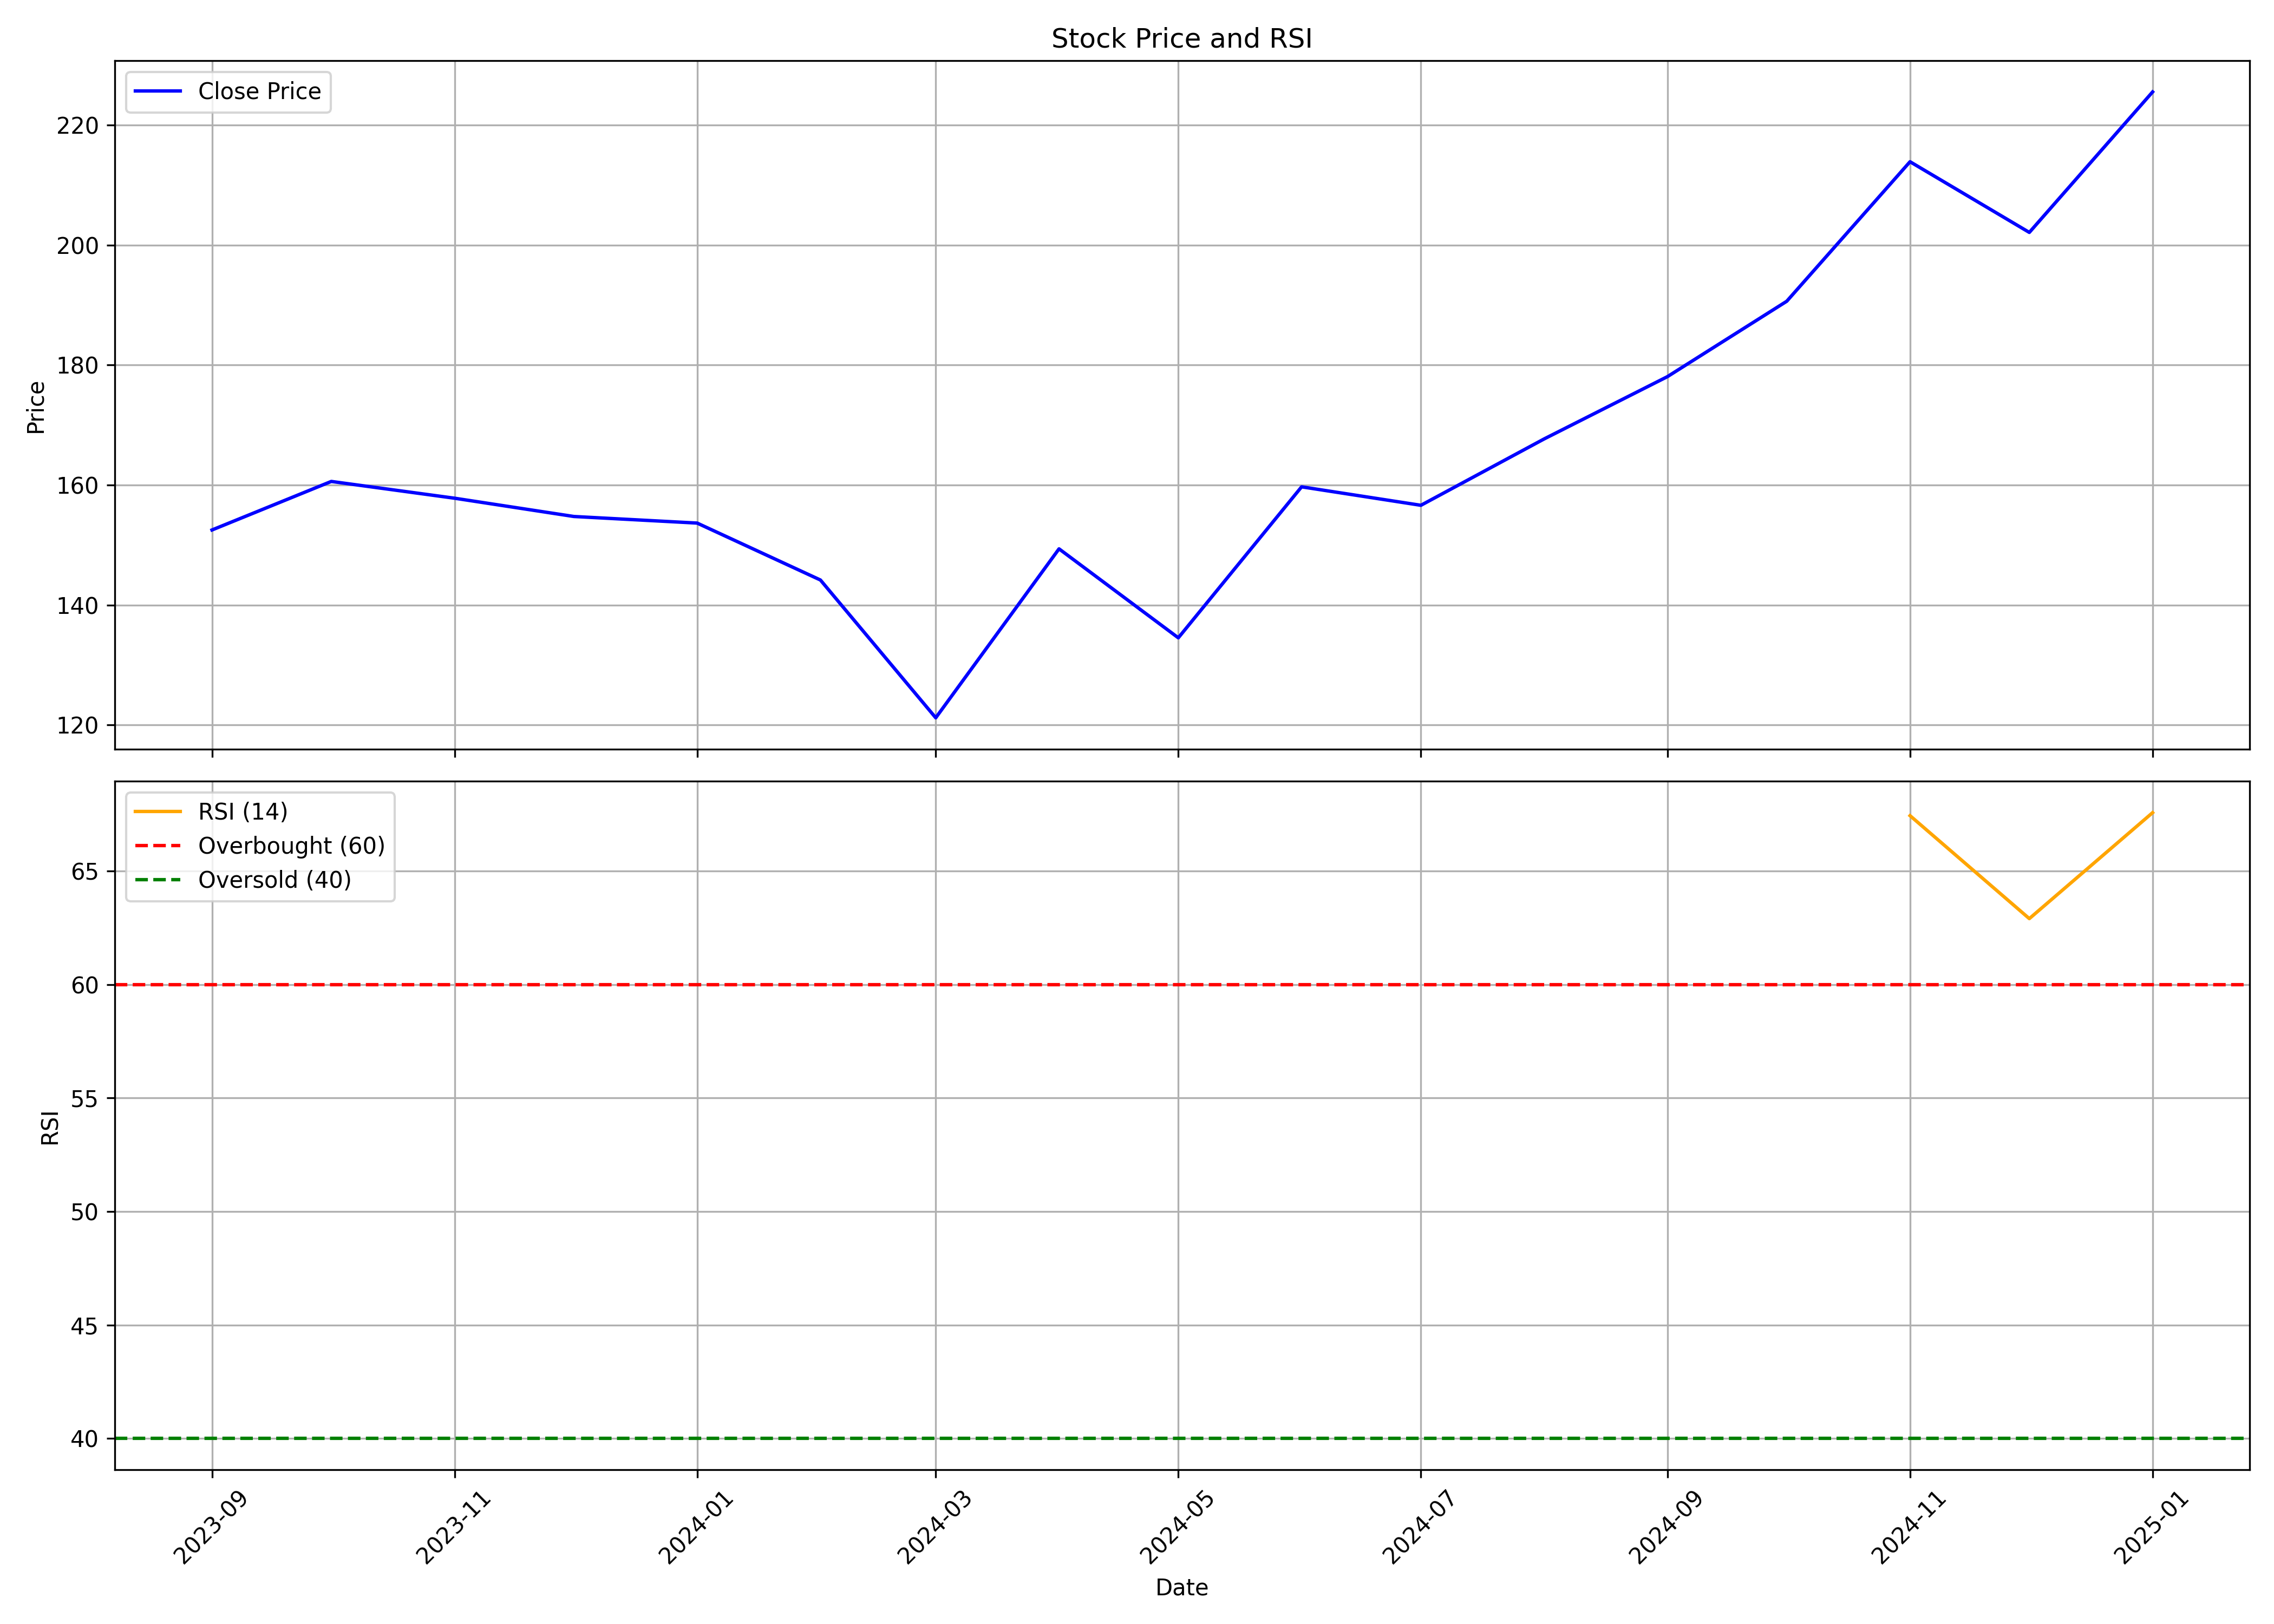 Stock Price and RSI
Close Price
220
200
180
160
140
120
Price
RSI (14)
Overbought (60)
Oversold (40)
65
60
55
50
45
40
RSI
2023-09
2023-11
2024-01
2024-03
2024-05
2024-07
2024-09
2024-11
2025-01
Date